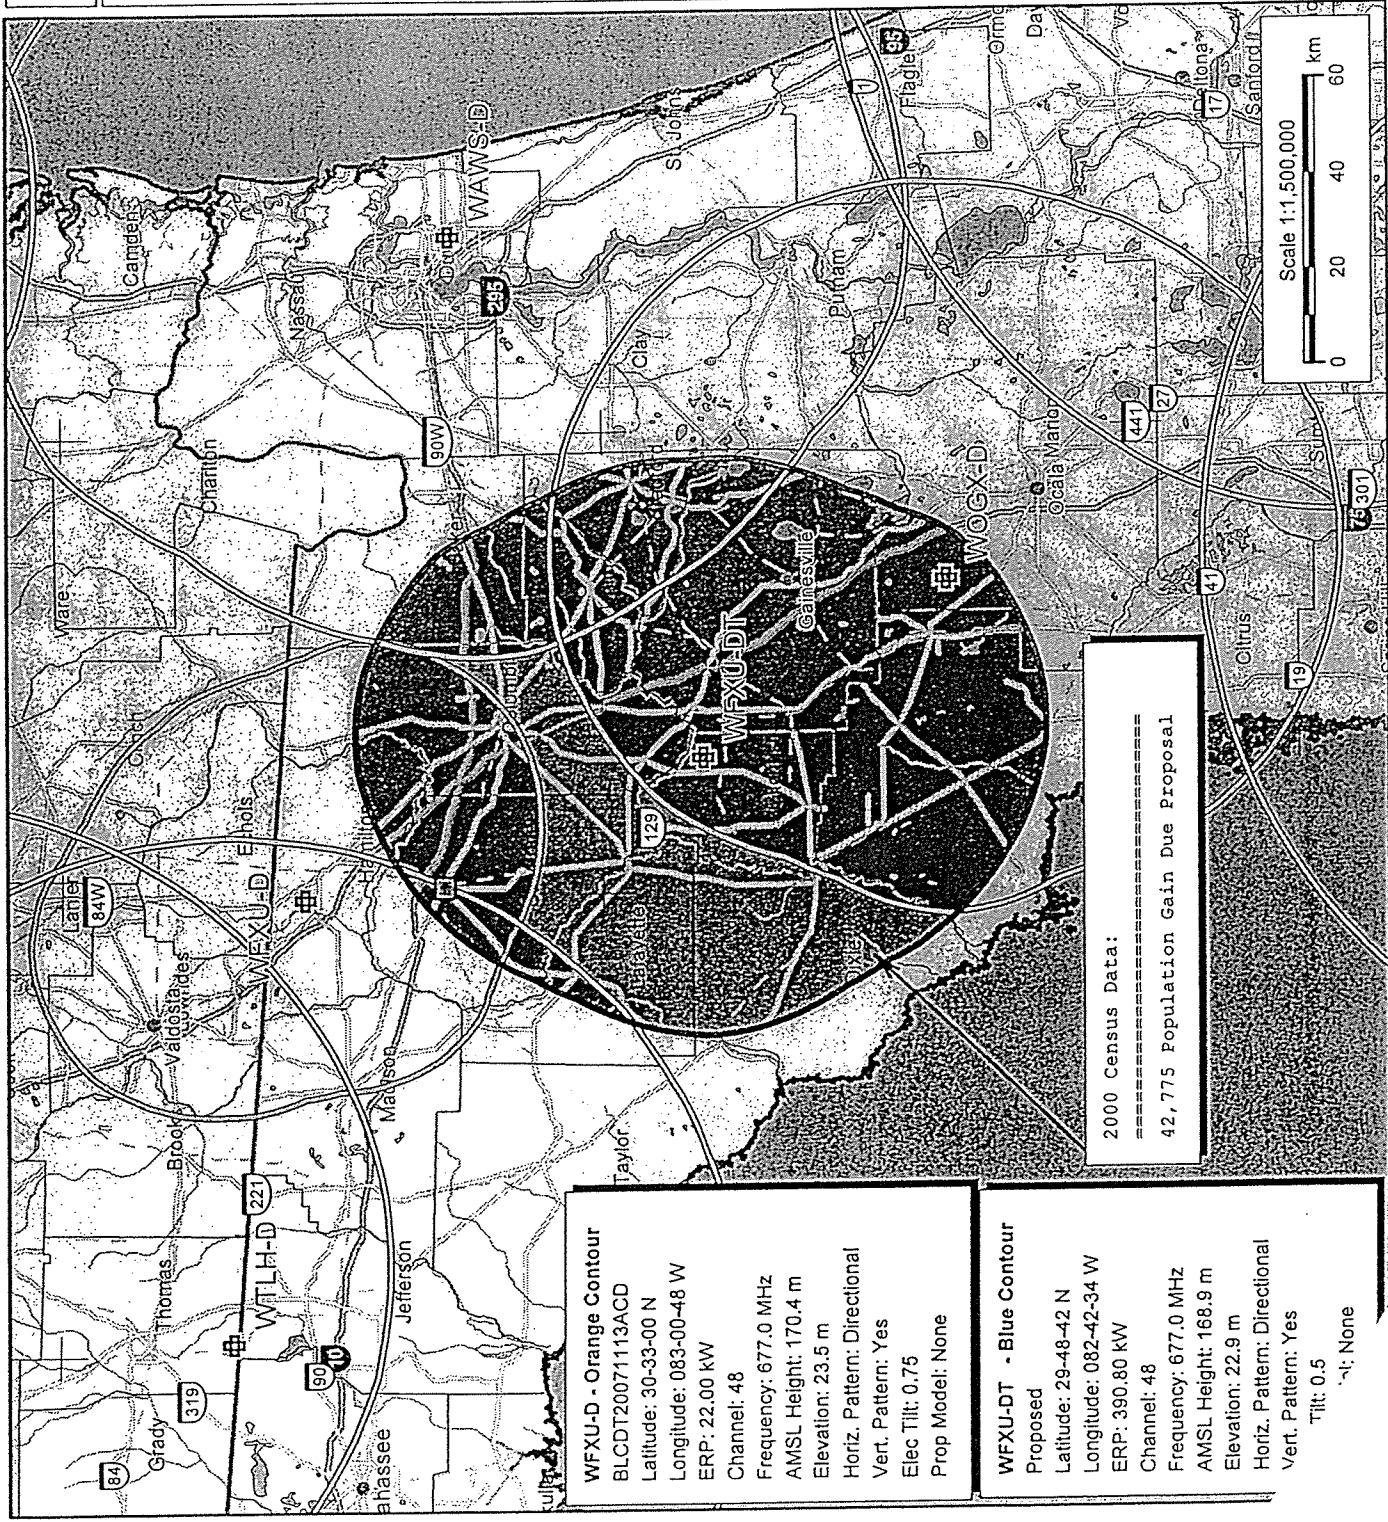 WFXU-D - Orange Contour
BLCDT20071113ACD
Latitude: 30-33-00 N
Longitude: 083-00-48 W
ERP: 22.00 kW
Channel: 48
Frequency: 677.0 MHz
AMSL Height: 170.4 m
Elevation: 23.5 m
Horiz. Pattern: Directional
Vert. Pattern: Yes
Elec Tilt: 0.75
Prop Model: None
WFXU-DT - Blue Contour
Proposed
Latitude: 29-48-42 N
Longitude: 082-42-34 W
ERP: 390.80 kW
Channel: 48
Frequency: 677.0 MHz
AMSL Height: 168.9 m
Elevation: 22.9 m
Horiz. Pattern: Directional
Vert. Pattern: Yes
Tilt: 0.5
None
2000 Census Data:
==============================
42,775 Population Gain Due Proposal
Scale 1:1,500,000
0 20 40 60 km
Grady
Thomas
Brooks
Valdosta
Lowndes
Lanier
Clinch
Ware
Charlton
Camden
Echols
Nassau
Jefferson
Madison
Taylor
Lafayette
Dixie
Gainesville
Clay
St. Johns
Putnam
Flagler
Ocala
Citrus
Sanford
WTLH-D
WFXU-D
WFXU-DT
WOGX-D
WAWS-D
84
319
90
10
221
84W
129
90W
295
95
1
17
441
27
41
19
75
301